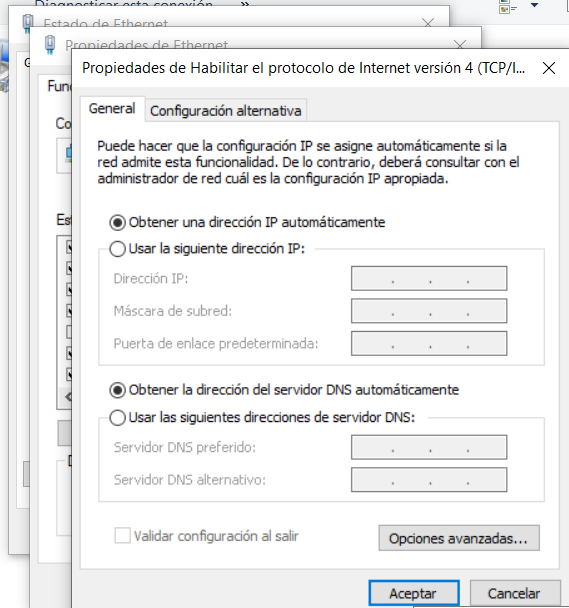 Diagnosticar esta conexión
»
Estado de Ethernet
Propiedades de Ethernet
Propiedades de Habilitar el protocolo de Internet versión 4 (TCP/I...
General
Configuración alternativa
Puede hacer que la configuración IP se asigne automáticamente si la
red admite esta funcionalidad. De lo contrario, deberá consultar con el
administrador de red cuál es la configuración IP apropiada.
Obtener una dirección IP automáticamente
Usar la siguiente dirección IP:
Dirección IP:
Máscara de subred:
Puerta de enlace predeterminada:
Obtener la dirección del servidor DNS automáticamente
Usar las siguientes direcciones de servidor DNS:
Servidor DNS preferido:
Servidor DNS alternativo:
Validar configuración al salir
Opciones avanzadas...
Aceptar
Cancelar